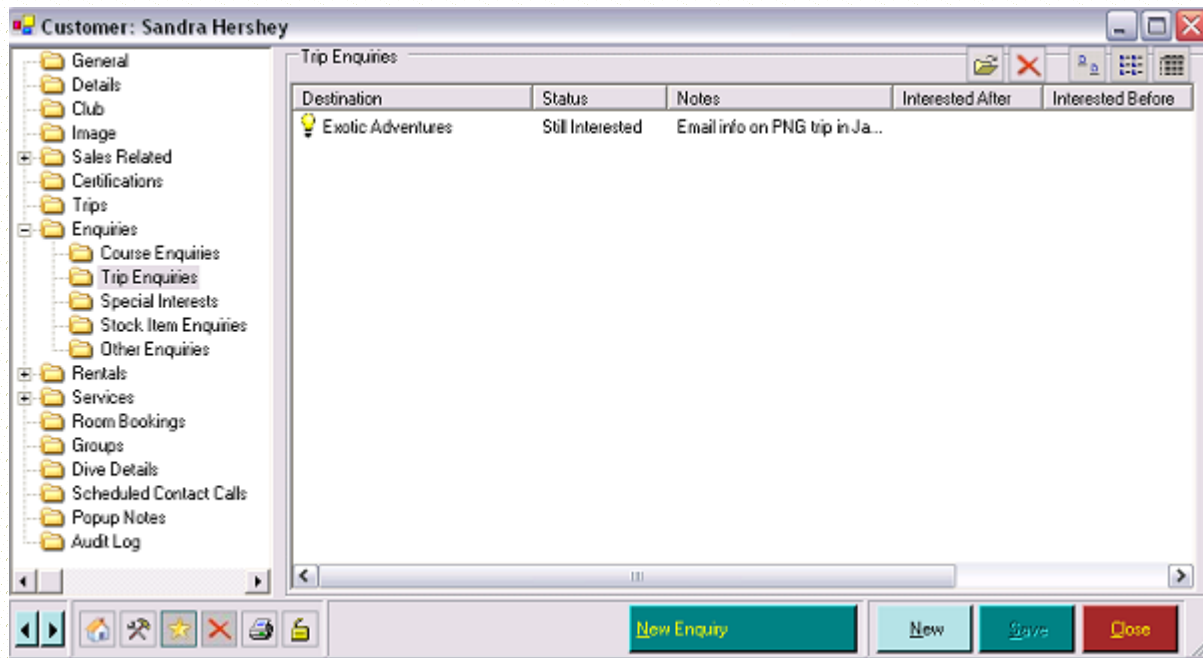 Customer: Sandra Hershey
General
Details
Club
Image
Sales Related
Certifications
Trips
Enquiries
Course Enquiries
Trip Enquiries
Special Interests
Stock Item Enquiries
Other Enquiries
Rentals
Services
Room Bookings
Groups
Dive Details
Scheduled Contact Calls
Popup Notes
Audit Log
Trip Enquiries
Destination Status Notes Interested After Interested Before
Exotic Adventures Still Interested Email info on PNG trip in Ja...
New Enquiry New Save Close